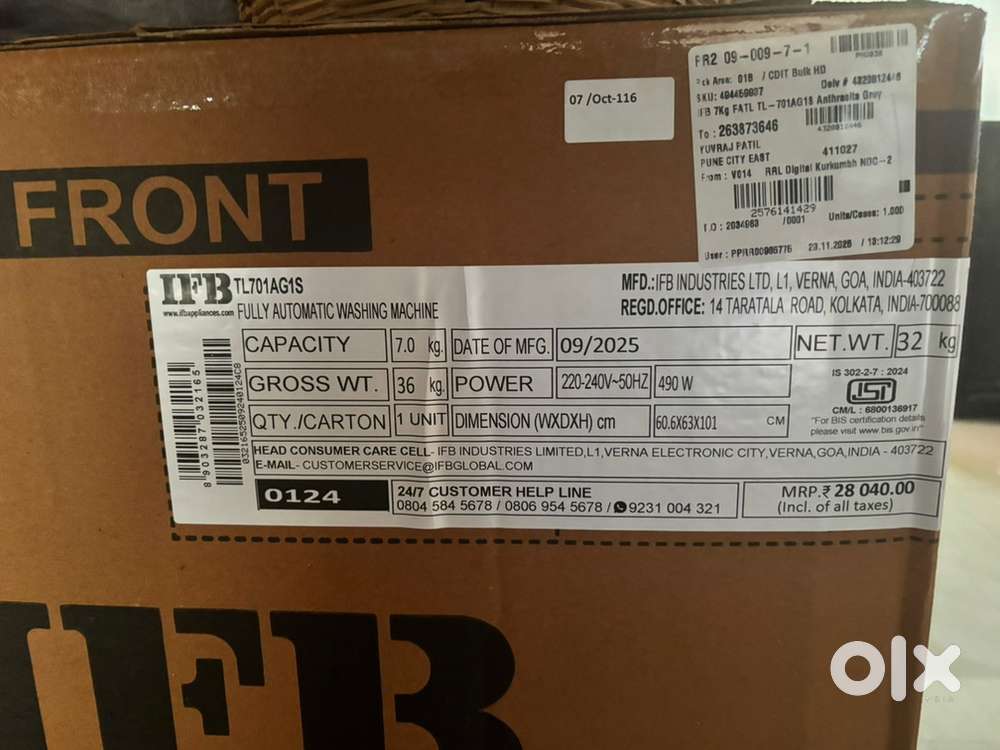 PR2 09-009-7-1
Pck Area: 01B / CDIT Bulk HD
Delv # 4329812446
SKU: 494459907
IFB 7Kg FATL TL-701AG1S Anthrasite Grey
To: 263873646
YUVRAJ PATIL
PUNE CITY EAST 411027
From: V014 RRL Digital Kurkumbh NDC-2
2576141429
/0001 Units/Cases: 1.000
23.11.2025 / 13:12:29
07 /Oct-116
FRONT
IFB TL701AG1S
www.ifbappliances.com
FULLY AUTOMATIC WASHING MACHINE
MFD.:IFB INDUSTRIES LTD, L1, VERNA, GOA, INDIA-403722
REGD.OFFICE: 14 TARATALA ROAD, KOLKATA, INDIA-700088
CAPACITY 7.0 kg. DATE OF MFG. 09/2025 NET.WT. 32 kg
GROSS WT. 36 kg. POWER 220-240V~50HZ 490 W
QTY./CARTON 1 UNIT DIMENSION (WXDXH) cm 60.6X63X101 CM
IS 302-2-7 : 2024
ISI
CM/L : 6800136917
"For BIS certification details
please visit www.bis.gov.in"
8 903287 032165
HEAD CONSUMER CARE CELL- IFB INDUSTRIES LIMITED,L1,VERNA ELECTRONIC CITY,VERNA,GOA,INDIA - 403722
E-MAIL- CUSTOMERSERVICE@IFBGLOBAL.COM
0124
24/7 CUSTOMER HELP LINE
0804 584 5678 / 0806 954 5678 / 9231 004 321
MRP.₹ 28 040.00
(Incl. of all taxes)
IFB
olx